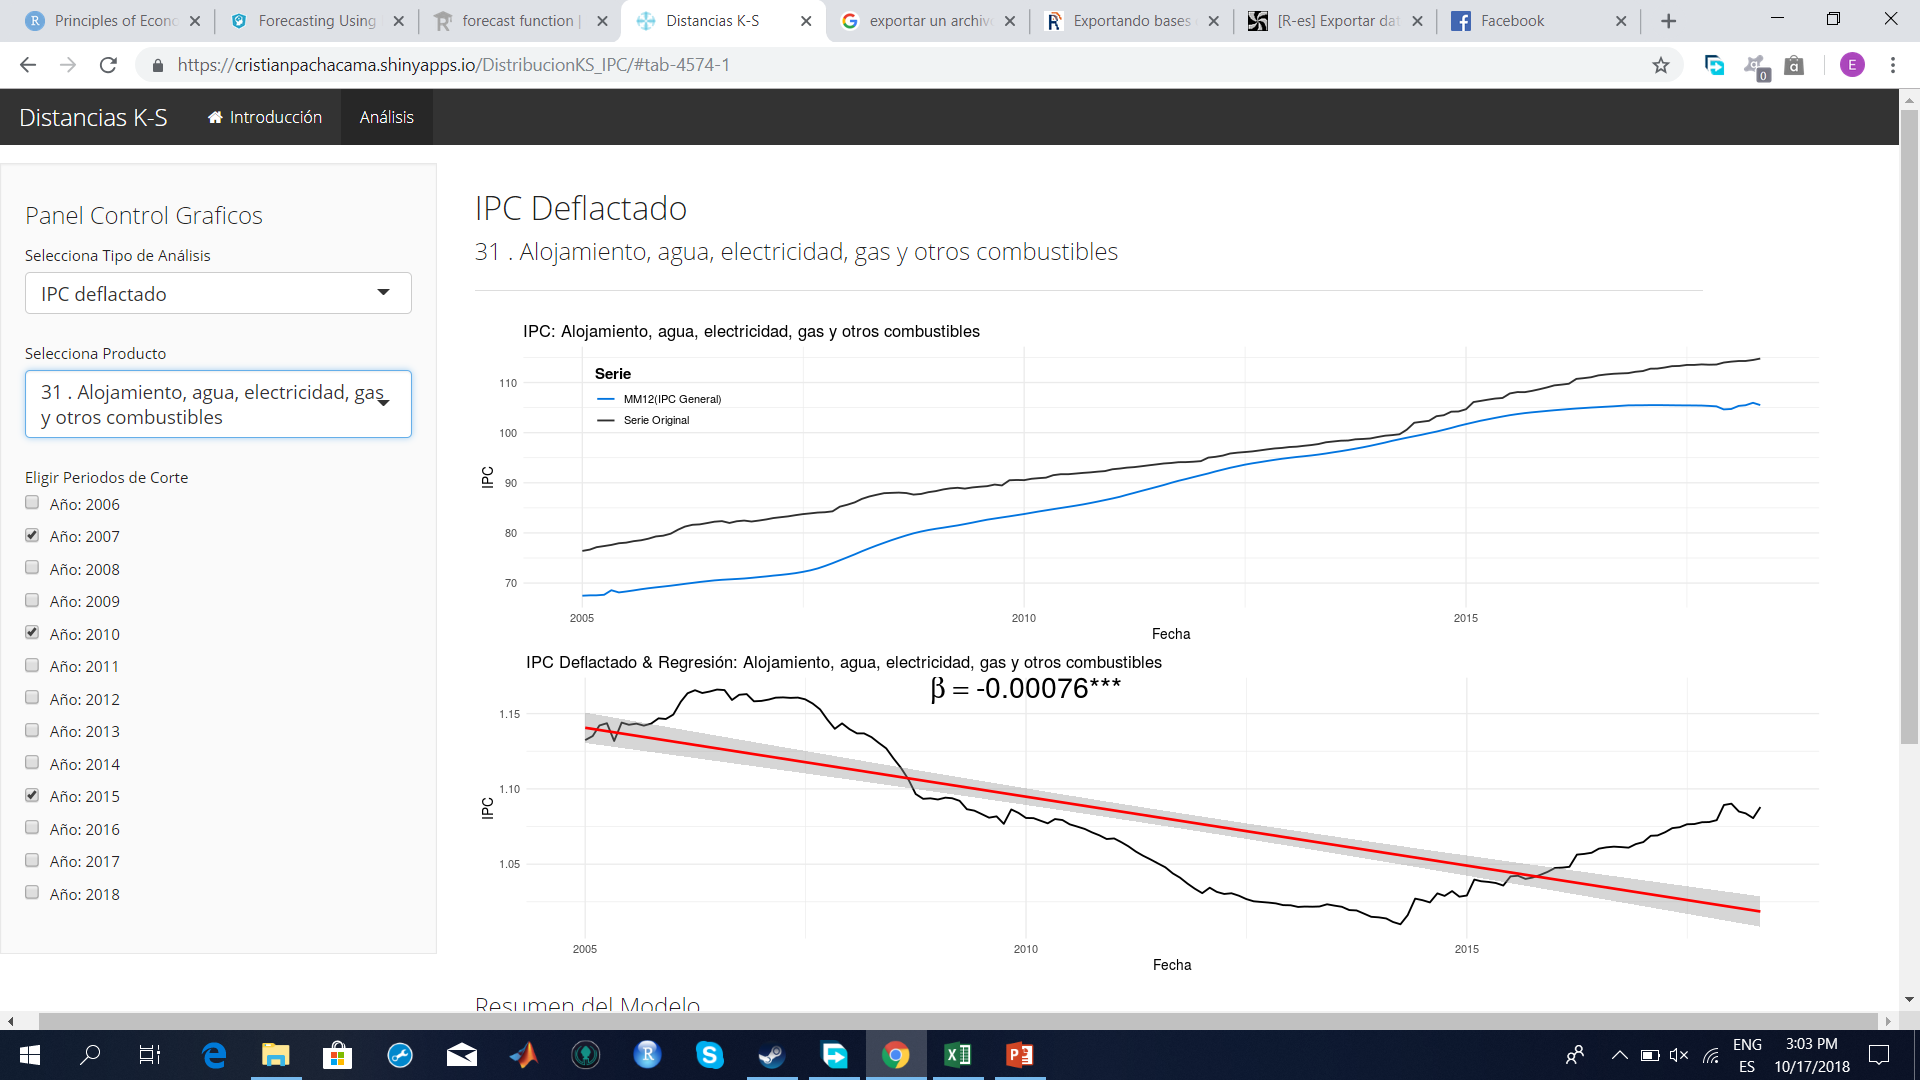 Principles of Econo
Forecasting Using
forecast function |
Distancias K-S
exportar un archivo
Exportando bases
[R-es] Exportar dat
Facebook
https://cristianpachacama.shinyapps.io/DistribucionKS_IPC/#tab-4574-1
0
E
Distancias K-S
Introducción
Análisis
Panel Control Graficos
Selecciona Tipo de Análisis
IPC deflactado
Selecciona Producto
31 . Alojamiento, agua, electricidad, gas
y otros combustibles
Eligir Periodos de Corte
Año: 2006
Año: 2007
Año: 2008
Año: 2009
Año: 2010
Año: 2011
Año: 2012
Año: 2013
Año: 2014
Año: 2015
Año: 2016
Año: 2017
Año: 2018
IPC Deflactado
31 . Alojamiento, agua, electricidad, gas y otros combustibles
IPC: Alojamiento, agua, electricidad, gas y otros combustibles
Serie
MM12(IPC General)
Serie Original
110
100
90
80
70
IPC
2005
2010
2015
Fecha
IPC Deflactado & Regresión: Alojamiento, agua, electricidad, gas y otros combustibles
β = -0.00076***
1.15
1.10
1.05
IPC
2005
2010
2015
Fecha
Resumen del Modelo
ENG
ES
3:03 PM
10/17/2018